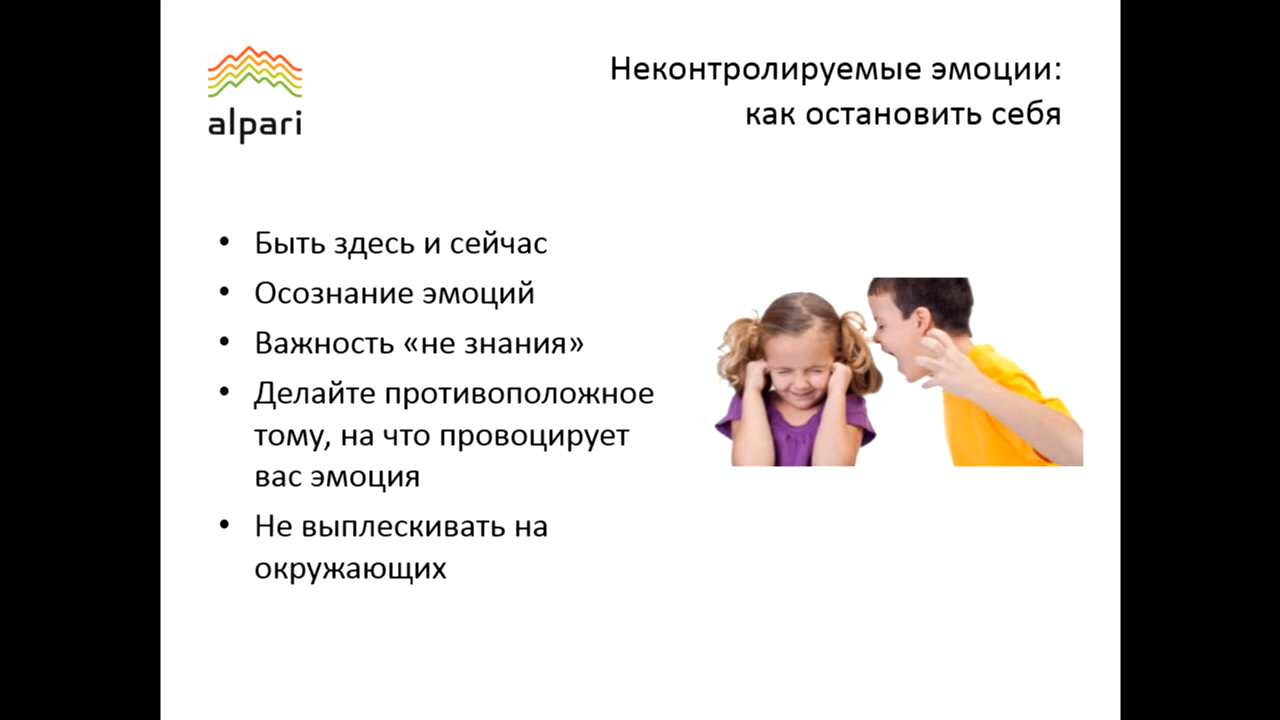 alpari
Неконтролируемые эмоции:
как остановить себя
• Быть здесь и сейчас
• Осознание эмоций
• Важность «не знания»
• Делайте противоположное
тому, на что провоцирует
вас эмоция
• Не выплескивать на
окружающих